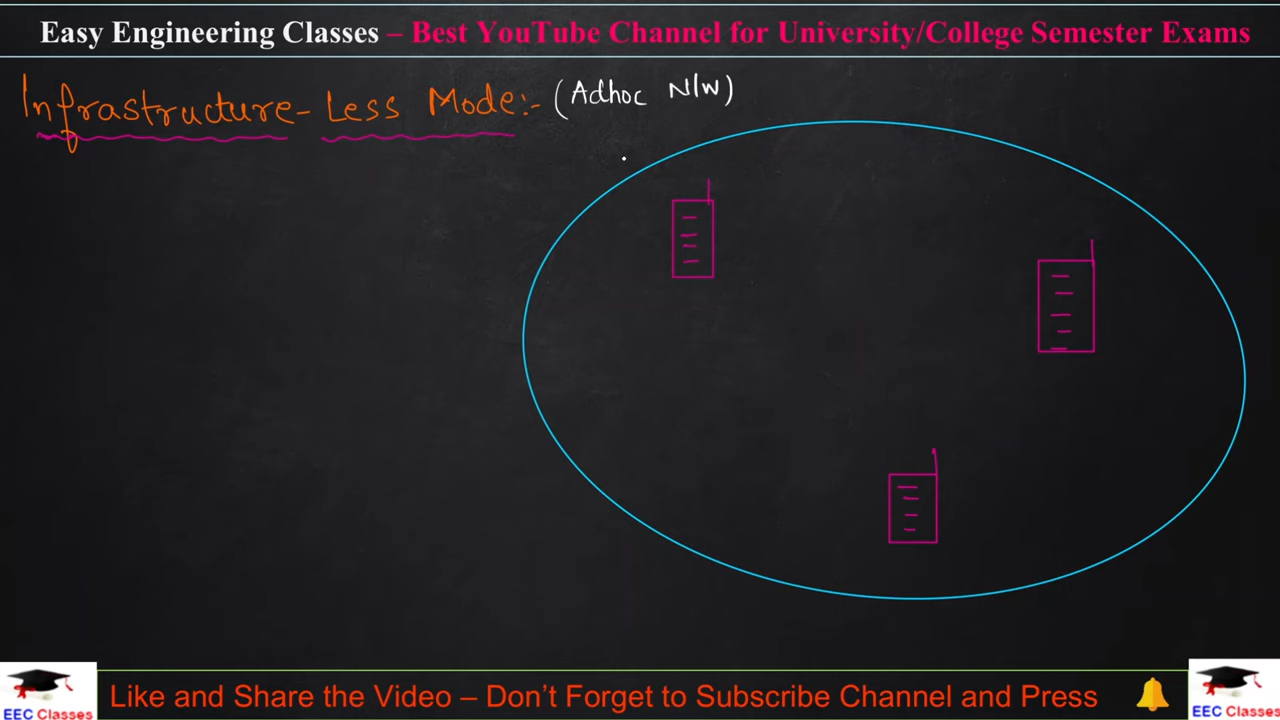 Easy Engineering Classes – Best YouTube Channel for University/College Semester Exams
Infrastructure-Less Mode:- (Adhoc N/W)
Like and Share the Video – Don't Forget to Subscribe Channel and Press
EEC Classes
EEC Classes